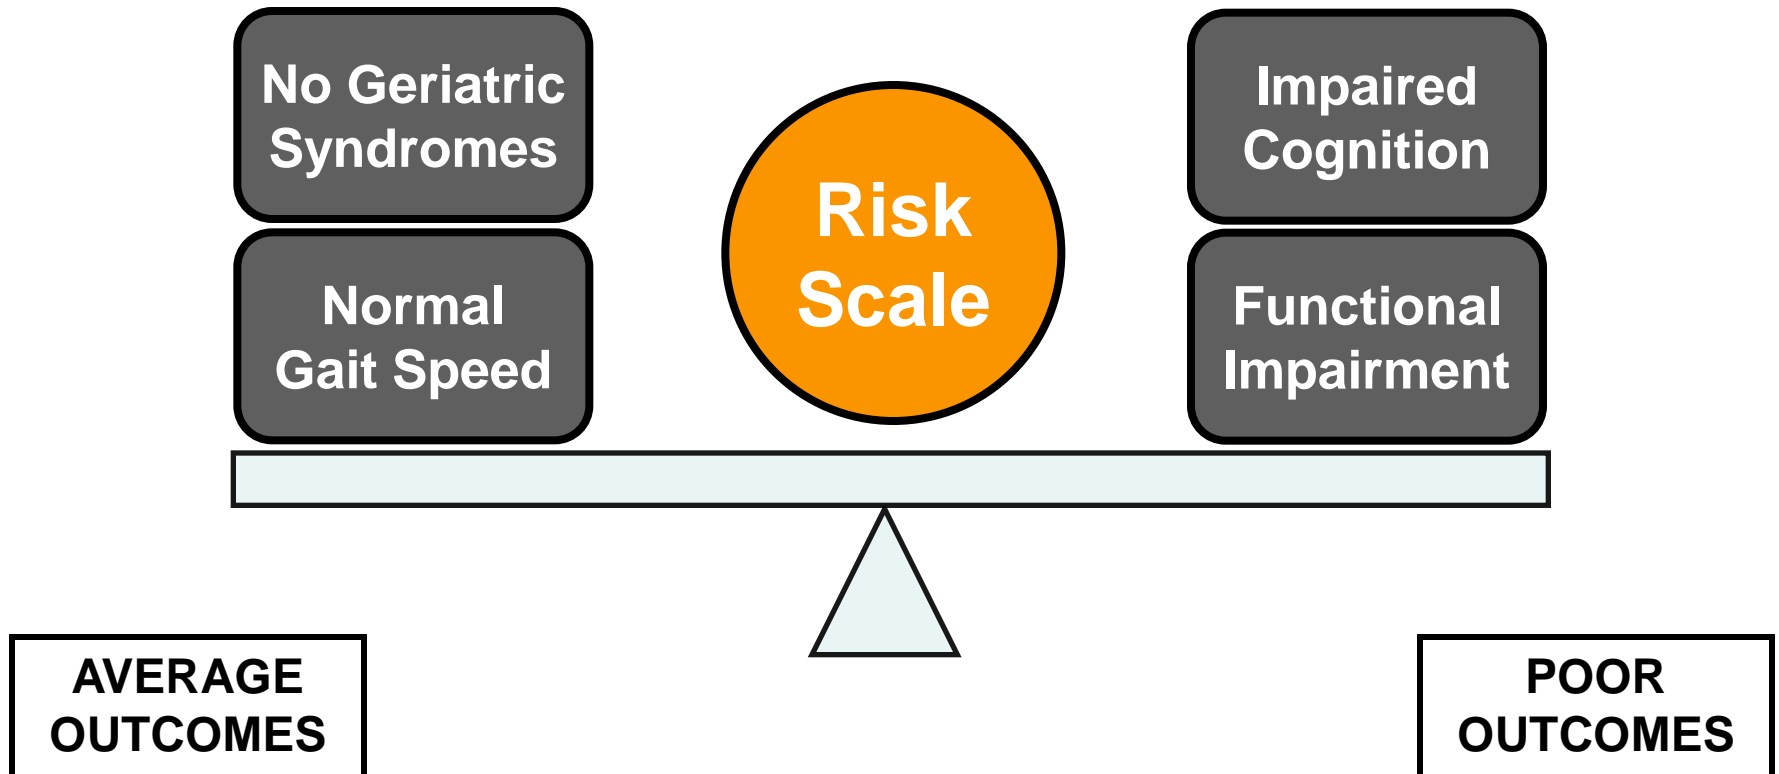 No Geriatric
Syndromes
Normal
Gait Speed
Risk
Scale
Impaired
Cognition
Functional
Impairment
AVERAGE
OUTCOMES
POOR
OUTCOMES